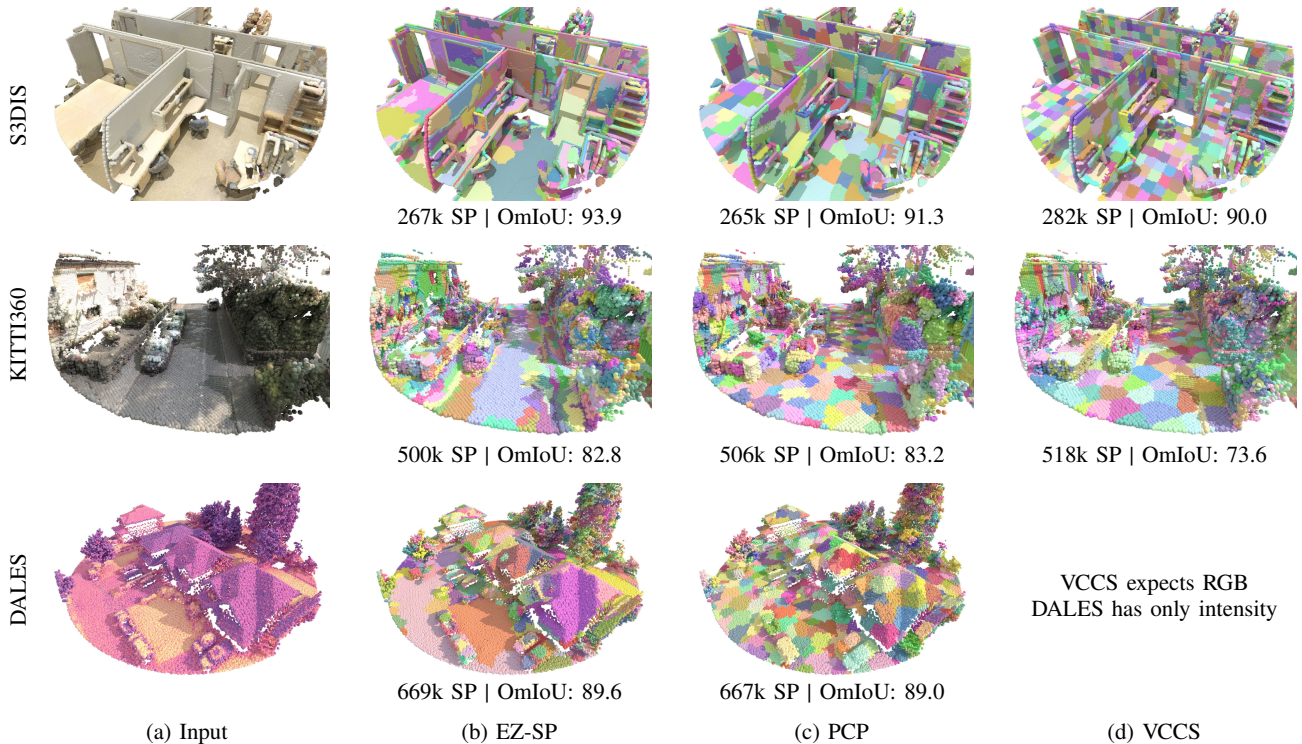 S3DIS
267k SP | OmIoU: 93.9
265k SP | OmIoU: 91.3
282k SP | OmIoU: 90.0
KITTI360
500k SP | OmIoU: 82.8
506k SP | OmIoU: 83.2
518k SP | OmIoU: 73.6
DALES
VCCS expects RGB
DALES has only intensity
669k SP | OmIoU: 89.6
667k SP | OmIoU: 89.0
(a) Input
(b) EZ-SP
(c) PCP
(d) VCCS